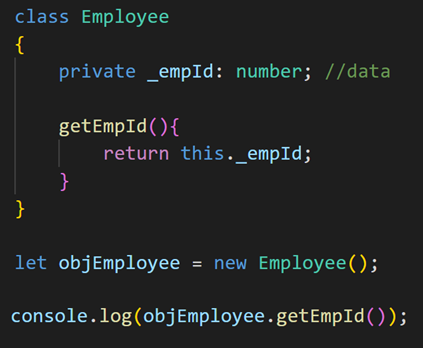 class Employee
{
    private _empId: number; //data
    getEmpId(){
        return this._empId;
    }
}
let objEmployee = new Employee();
console.log(objEmployee.getEmpId());